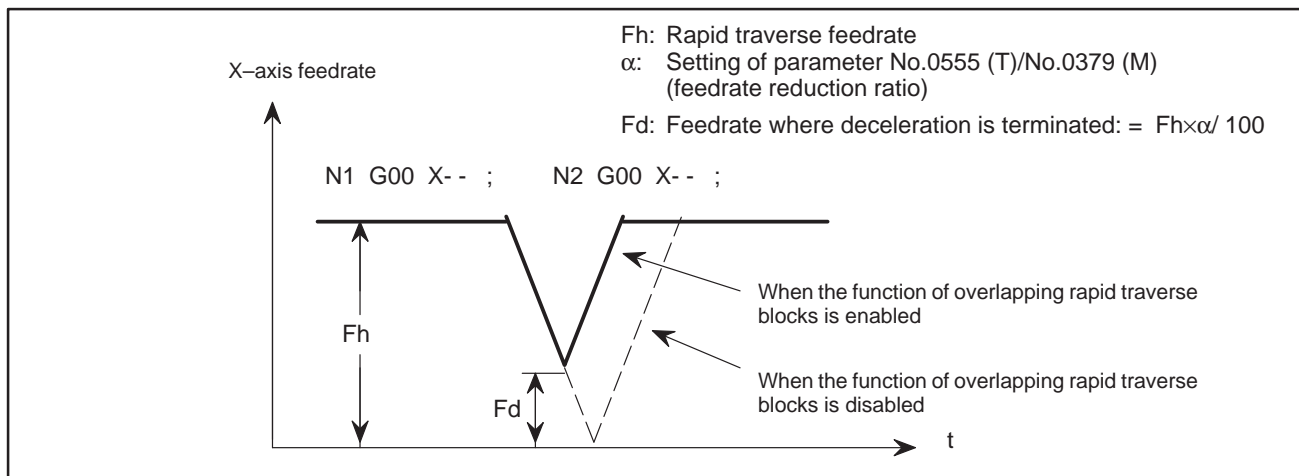 Fh: Rapid traverse feedrate
α: Setting of parameter No.0555 (T)/No.0379 (M)
(feedrate reduction ratio)
Fd: Feedrate where deceleration is terminated: = Fh×α/ 100
X–axis feedrate
N1 G00 X- - ; N2 G00 X- - ;
When the function of overlapping rapid traverse
blocks is enabled
Fh
When the function of overlapping rapid traverse
blocks is disabled
Fd
t